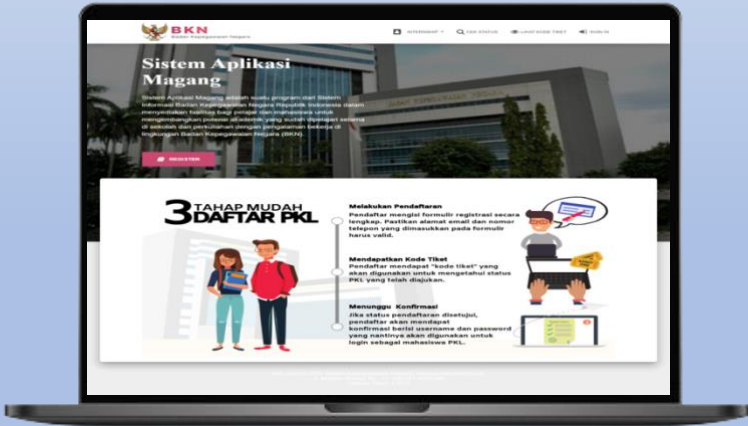 BKN
Badan Kepegawaian Negara
INTERNSHIP
CEK STATUS
LIHAT KODE TIKET
SIGN IN
Sistem Aplikasi
Magang
Sistem Aplikasi Magang adalah suatu program dari Sistem
Informasi Badan Kepegawaian Negara Republik Indonesia dalam
menyediakan fasilitas bagi pelajar dan mahasiswa untuk
mengembangkan potensi akademik yang sudah dipelajari selama
di sekolah dan perkuliahan dengan pengalaman bekerja di
lingkungan Badan Kepegawaian Negara (BKN).
BADAN KEPEGAWAIAN NEGARA
REGISTER
3 TAHAP MUDAH
DAFTAR PKL
Melakukan Pendaftaran
Pendaftar mengisi formulir registrasi secara
lengkap. Pastikan alamat email dan nomor
telepon yang dimasukkan pada formulir
harus valid.
Mendapatkan Kode Tiket
Pendaftar mendapat "kode tiket" yang
akan digunakan untuk mengetahui status
PKL yang telah diajukan.
Menunggu Konfirmasi
Jika status pendaftaran disetujui,
pendaftar akan mendapat
konfirmasi berisi username dan password
yang nantinya akan digunakan untuk
login sebagai mahasiswa PKL.